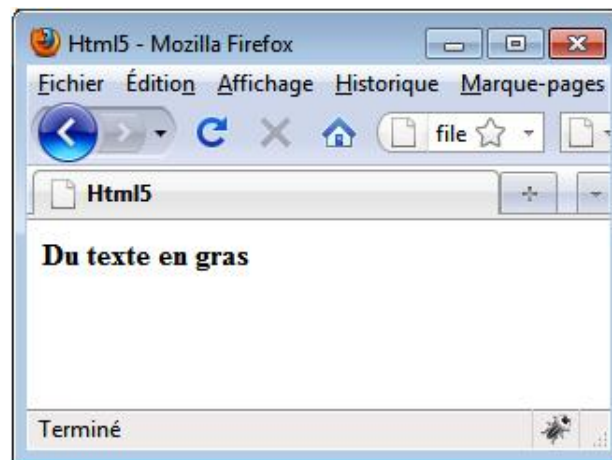 Html5 - Mozilla Firefox
Fichier Édition Affichage Historique Marque-pages
file
Html5
Du texte en gras
Terminé